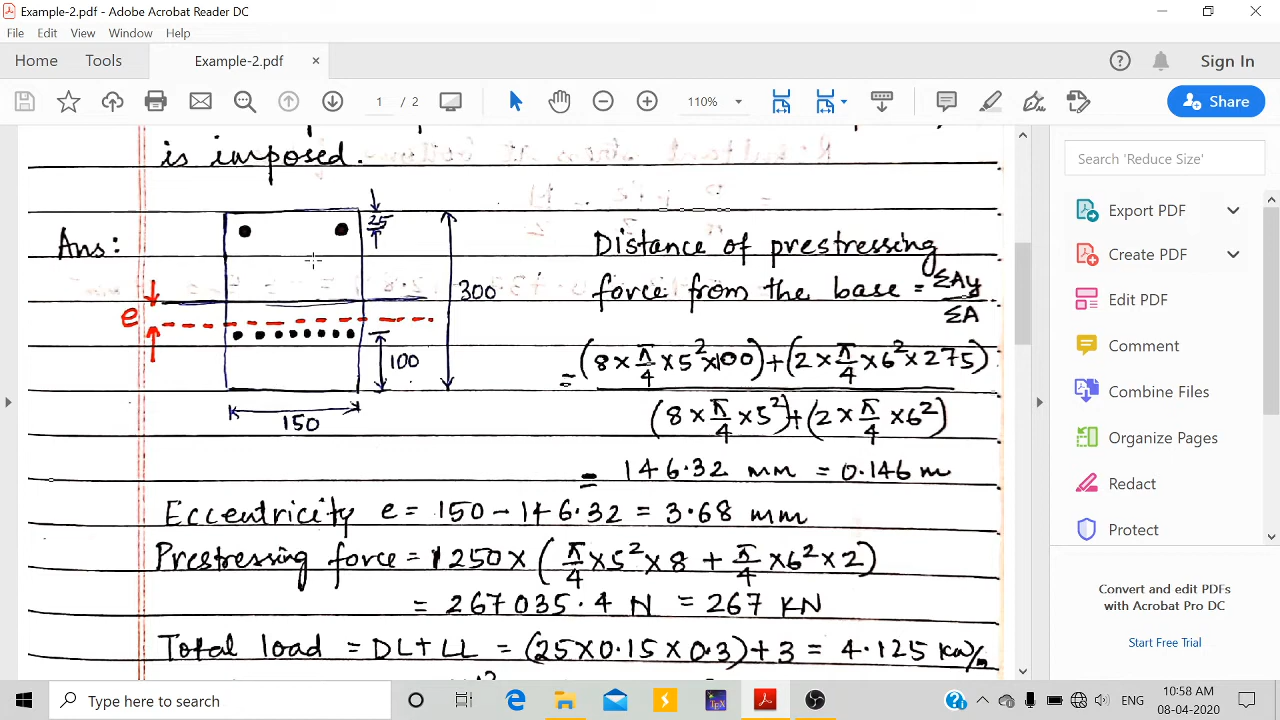 Example-2.pdf - Adobe Acrobat Reader DC
File Edit View Window Help
Home Tools Example-2.pdf × Sign In
1 / 2 110% Share
is imposed.
Ans:
25
300
e
100
150
Distance of prestressing
force from the base = ΣAy / ΣA
= (8 × π/4 × 5² × 100) + (2 × π/4 × 6² × 275)
(8 × π/4 × 5²) + (2 × π/4 × 6²)
= 146.32 mm = 0.146 m
Eccentricity e = 150 - 146.32 = 3.68 mm
Prestressing force = 1250 × (π/4 × 5² × 8 + π/4 × 6² × 2)
= 267035.4 N = 267 KN
Total load = DL + LL = (25 × 0.15 × 0.3) + 3 = 4.125 KN/m
Search 'Reduce Size'
Export PDF
Create PDF
Edit PDF
Comment
Combine Files
Organize Pages
Redact
Protect
Convert and edit PDFs
with Acrobat Pro DC
Start Free Trial
Type here to search
ENG
10:58 AM
08-04-2020